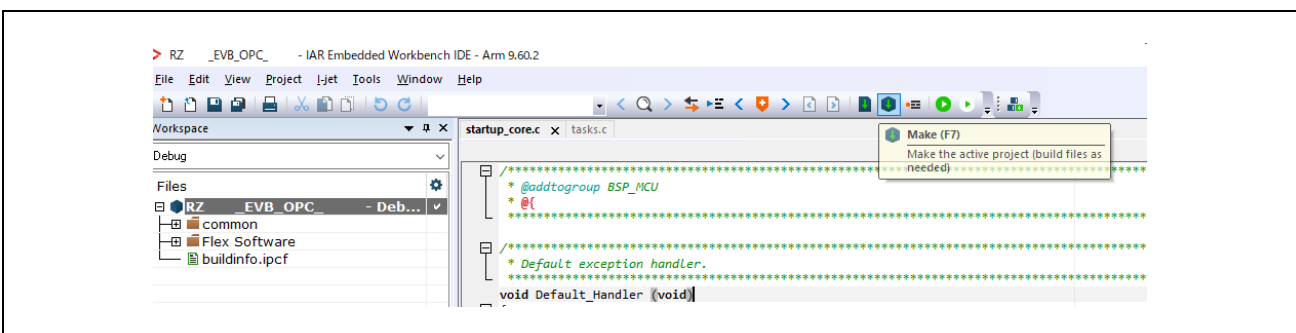 RZ _EVB_OPC_ - IAR Embedded Workbench IDE - Arm 9.60.2
File Edit View Project I-jet Tools Window Help
Workspace
startup_core.c x tasks.c
Make (F7)
Make the active project (build files as
needed)
Debug
Files
RZ _EVB_OPC_ - Deb...
common
Flex Software
buildinfo.ipcf
/******************************************************************************
* @addtogroup BSP_MCU
* @{
******************************************************************************
/******************************************************************************
* Default exception handler.
******************************************************************************
void Default_Handler (void)